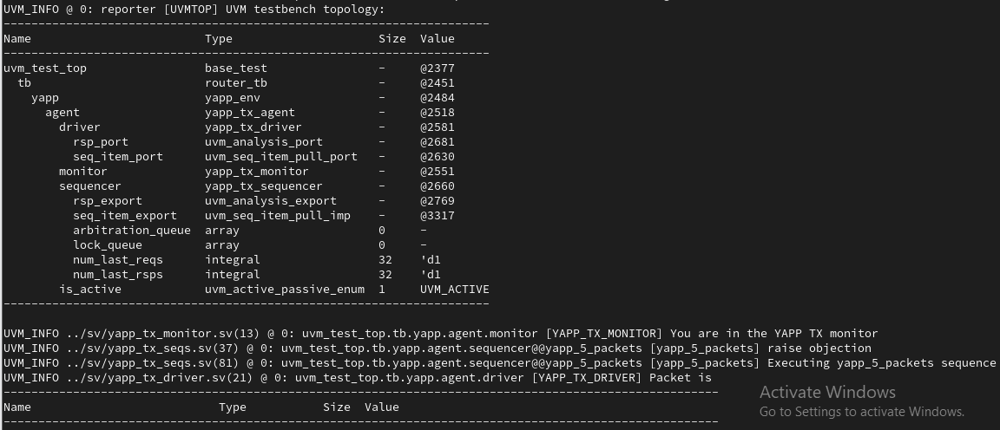 UVM_INFO @ 0: reporter [UVMTOP] UVM testbench topology:
----------------------------------------------------------------------
Name                         Type                     Size  Value
----------------------------------------------------------------------
uvm_test_top                 base_test                -     @2377
  tb                         router_tb                -     @2451
    yapp                     yapp_env                 -     @2484
      agent                  yapp_tx_agent            -     @2518
        driver               yapp_tx_driver           -     @2581
          rsp_port           uvm_analysis_port        -     @2681
          seq_item_port      uvm_seq_item_pull_port   -     @2630
        monitor              yapp_tx_monitor          -     @2551
        sequencer            yapp_tx_sequencer        -     @2660
          rsp_export         uvm_analysis_export      -     @2769
          seq_item_export    uvm_seq_item_pull_imp    -     @3317
          arbitration_queue  array                    0     -
          lock_queue         array                    0     -
          num_last_reqs      integral                 32    'd1
          num_last_rsps      integral                 32    'd1
        is_active            uvm_active_passive_enum  1     UVM_ACTIVE
----------------------------------------------------------------------
UVM_INFO ../sv/yapp_tx_monitor.sv(13) @ 0: uvm_test_top.tb.yapp.agent.monitor [YAPP_TX_MONITOR] You are in the YAPP TX monitor
UVM_INFO ../sv/yapp_tx_seqs.sv(37) @ 0: uvm_test_top.tb.yapp.agent.sequencer@@yapp_5_packets [yapp_5_packets] raise objection
UVM_INFO ../sv/yapp_tx_seqs.sv(81) @ 0: uvm_test_top.tb.yapp.agent.sequencer@@yapp_5_packets [yapp_5_packets] Executing yapp_5_packets sequence
UVM_INFO ../sv/yapp_tx_driver.sv(21) @ 0: uvm_test_top.tb.yapp.agent.driver [YAPP_TX_DRIVER] Packet is
-------------------------------------------------------------------------------------------------------
Name                           Type           Size  Value
-------------------------------------------------------------------------------------------------------
Activate Windows
Go to Settings to activate Windows.